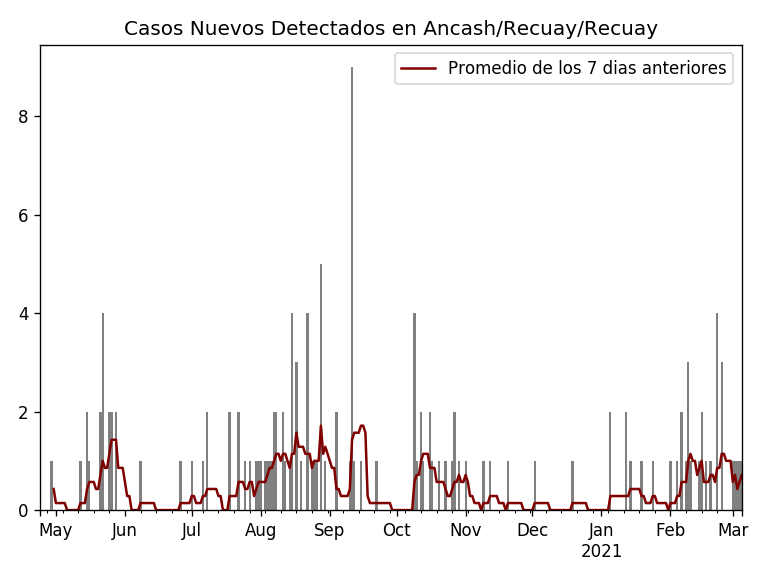 Casos Nuevos Detectados en Ancash/Recuay/Recuay
Promedio de los 7 dias anteriores
8
6
4
2
0
May Jun Jul Aug Sep Oct Nov Dec Jan Feb Mar
2021